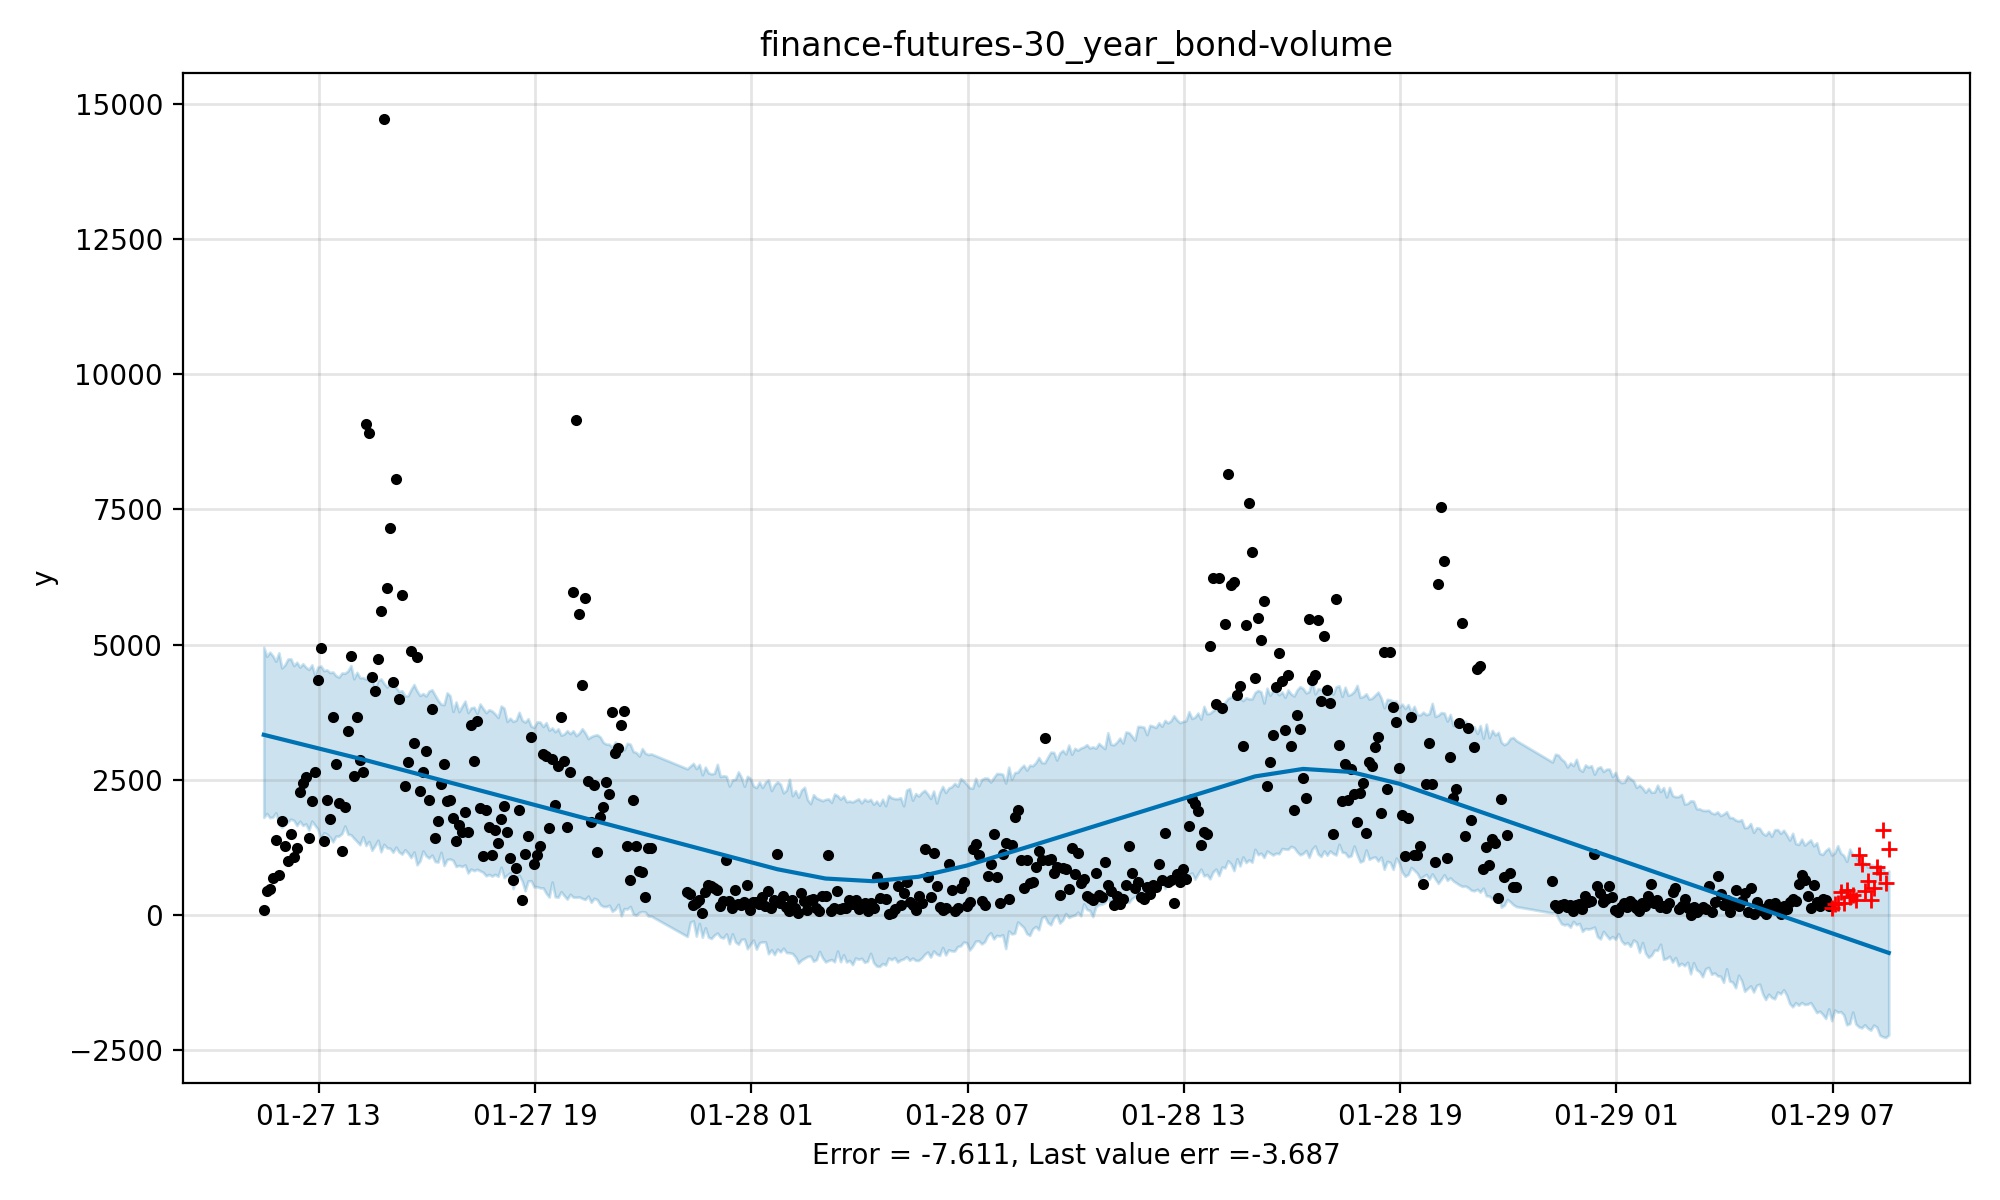 finance-futures-30_year_bond-volume
15000
12500
10000
7500
5000
2500
0
−2500
y
01-27 13 01-27 19 01-28 01 01-28 07 01-28 13 01-28 19 01-29 01 01-29 07
Error = -7.611, Last value err =-3.687